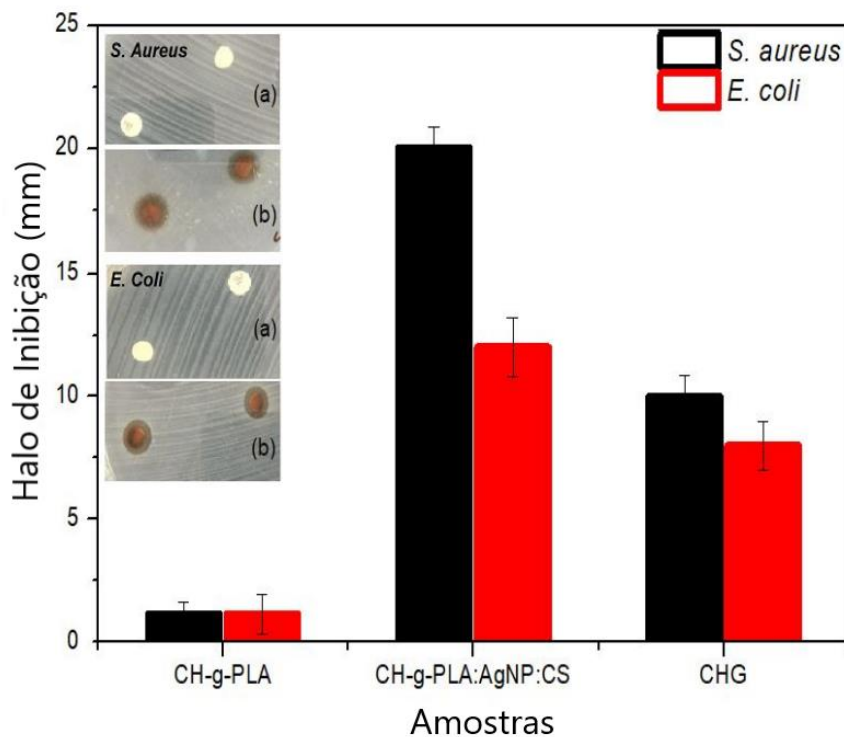 Halo de Inibição (mm)
25
20
15
10
5
0
S. Aureus
(a)
(b)
E. Coli
(a)
(b)
S. aureus
E. coli
CH-g-PLA
CH-g-PLA:AgNP:CS
CHG
Amostras